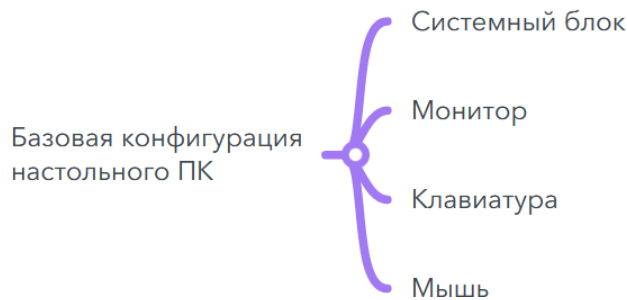 Базовая конфигурация
настольного ПК
Системный блок
Монитор
Клавиатура
Мышь